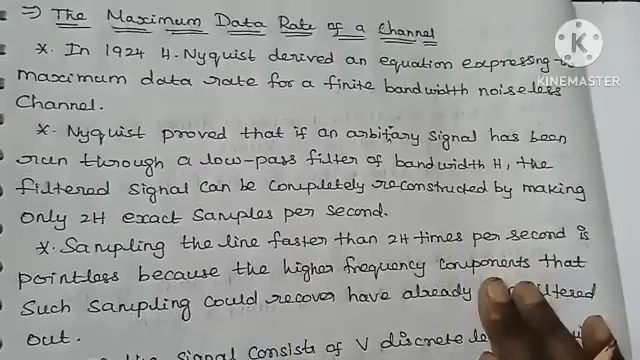 ⇒ The Maximum Data Rate of a Channel
*. In 1924 H. Nyquist derived an equation expressing
maximum data rate for a finite bandwidth noiseless
Channel.
*. Nyquist proved that if an arbitiary signal has been
run through a low-pass filter of bandwidth H, the
filtered signal can be completely reconstructed by making
only 2H exact samples per second.
*. Sampling the line faster than 2H times per second is
pointless because the higher frequency components that
such sampling could recover have already filtered
out.
signal consists of V discrete
K
KINEMASTER